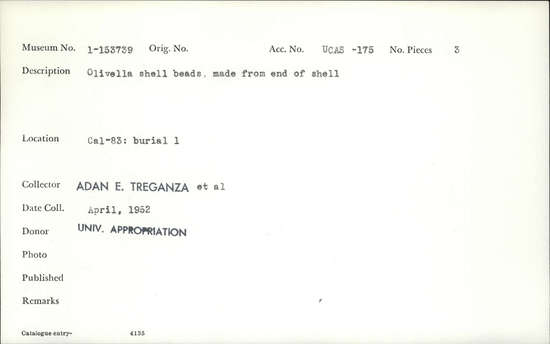 Museum No. 1-153739 Orig. No. Acc. No. UCAS -175 No. Pieces 3
Description Olivella shell beads, made from end of shell
Location Cal-83: burial 1
Collector ADAN E. TREGANZA et al
Date Coll. April, 1952
Donor UNIV. APPROPRIATION
Photo
Published
Remarks
Catalogue entry- 4135